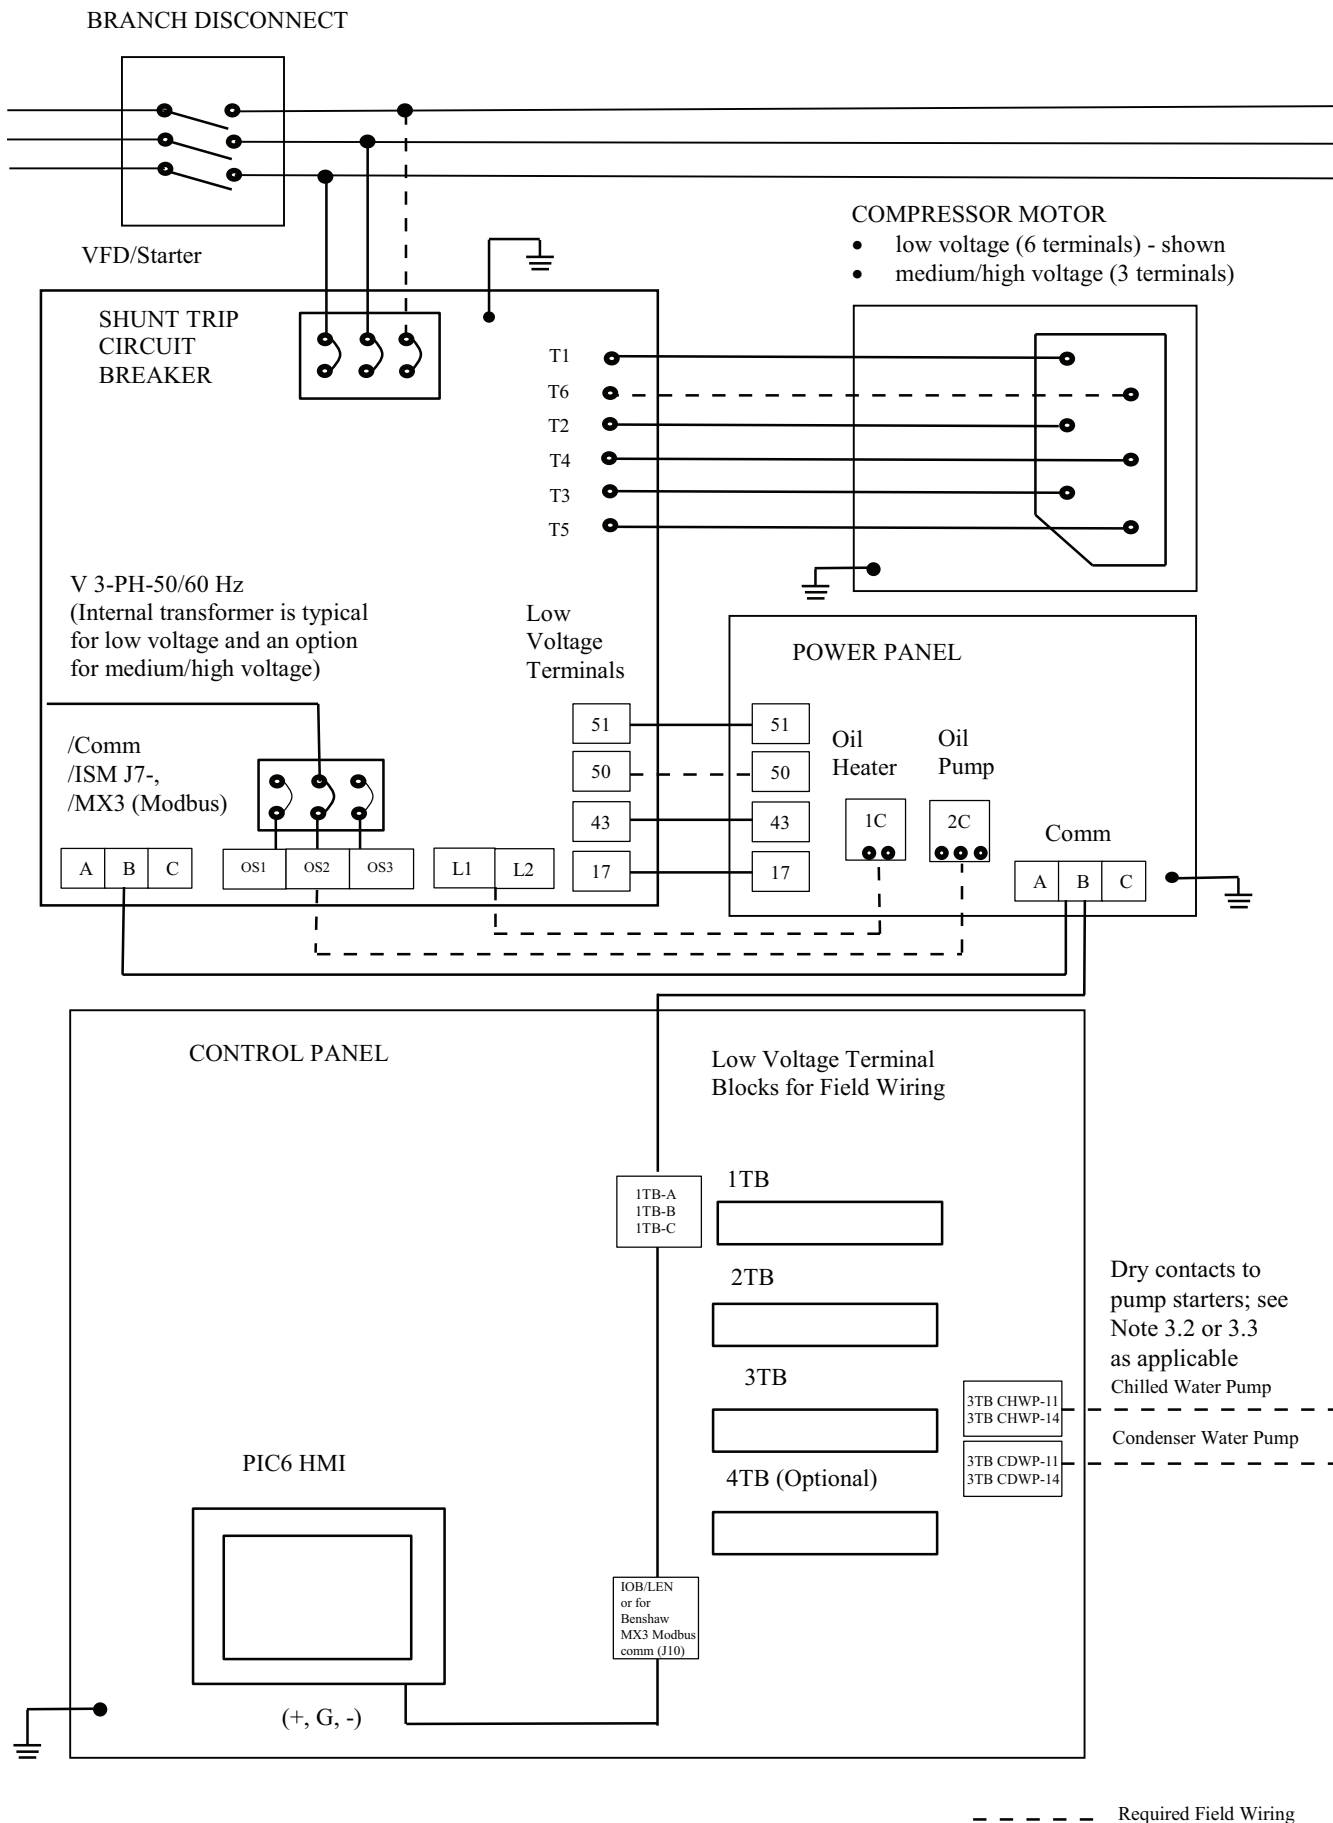 BRANCH DISCONNECT
VFD/Starter
SHUNT TRIP
CIRCUIT
BREAKER
COMPRESSOR MOTOR
• low voltage (6 terminals) - shown
• medium/high voltage (3 terminals)
T1
T6
T2
T4
T3
T5
V 3-PH-50/60 Hz
(Internal transformer is typical
for low voltage and an option
for medium/high voltage)
Low
Voltage
Terminals
/Comm
/ISM J7-,
/MX3 (Modbus)
A B C
OS1 OS2 OS3
L1 L2
51
50
43
17
POWER PANEL
51
50
43
17
Oil
Heater
1C
Oil
Pump
2C
Comm
A B C
CONTROL PANEL
Low Voltage Terminal
Blocks for Field Wiring
1TB-A
1TB-B
1TB-C
1TB
2TB
3TB
4TB (Optional)
3TB CHWP-11
3TB CHWP-14
3TB CDWP-11
3TB CDWP-14
Dry contacts to
pump starters; see
Note 3.2 or 3.3
as applicable
Chilled Water Pump
Condenser Water Pump
PIC6 HMI
IOB/LEN
or for
Benshaw
MX3 Modbus
comm (J10)
(+, G, -)
Required Field Wiring